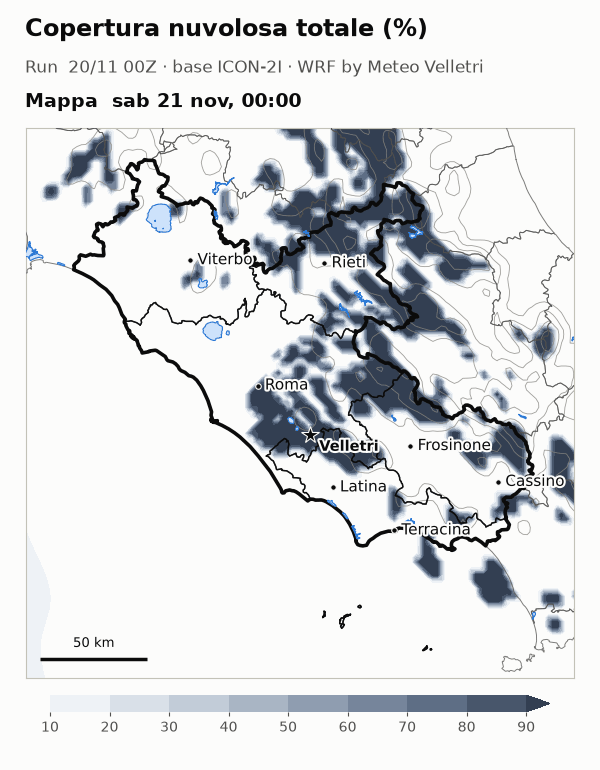 Copertura nuvolosa totale (%)
Run  20/11 00Z · base ICON-2I · WRF by Meteo Velletri
Mappa  sab 21 nov, 00:00
Viterbo
Rieti
Roma
Velletri
Frosinone
Cassino
Latina
Terracina
50 km
10 20 30 40 50 60 70 80 90